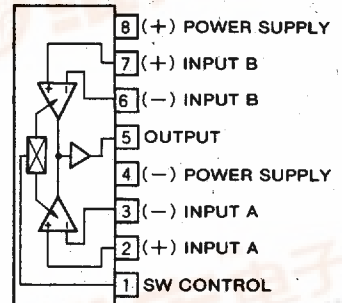 8 (+) POWER SUPPLY
7 (+) INPUT B
6 (−) INPUT B
5 OUTPUT
4 (−) POWER SUPPLY
3 (−) INPUT A
2 (+) INPUT A
1 SW CONTROL
+ −
+ −